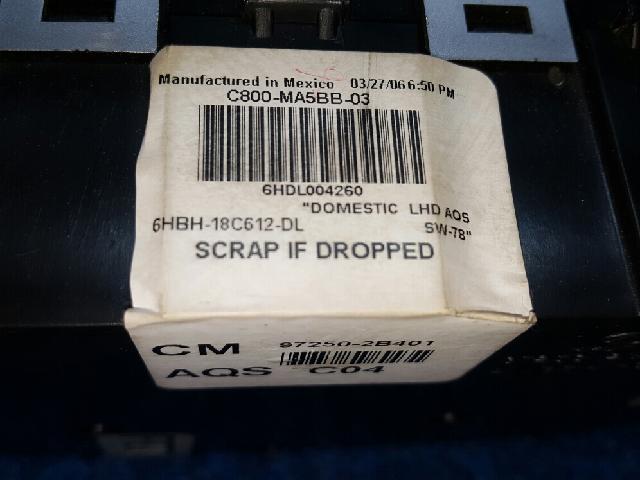 Manufactured in Mexico 03/27/06 6:50 PM
C800-MA5BB-03
6HDL004260
"DOMESTIC LHD AQS
6HBH-18C612-DL SW-78"
SCRAP IF DROPPED
CM 97250-2B401
AQS C04